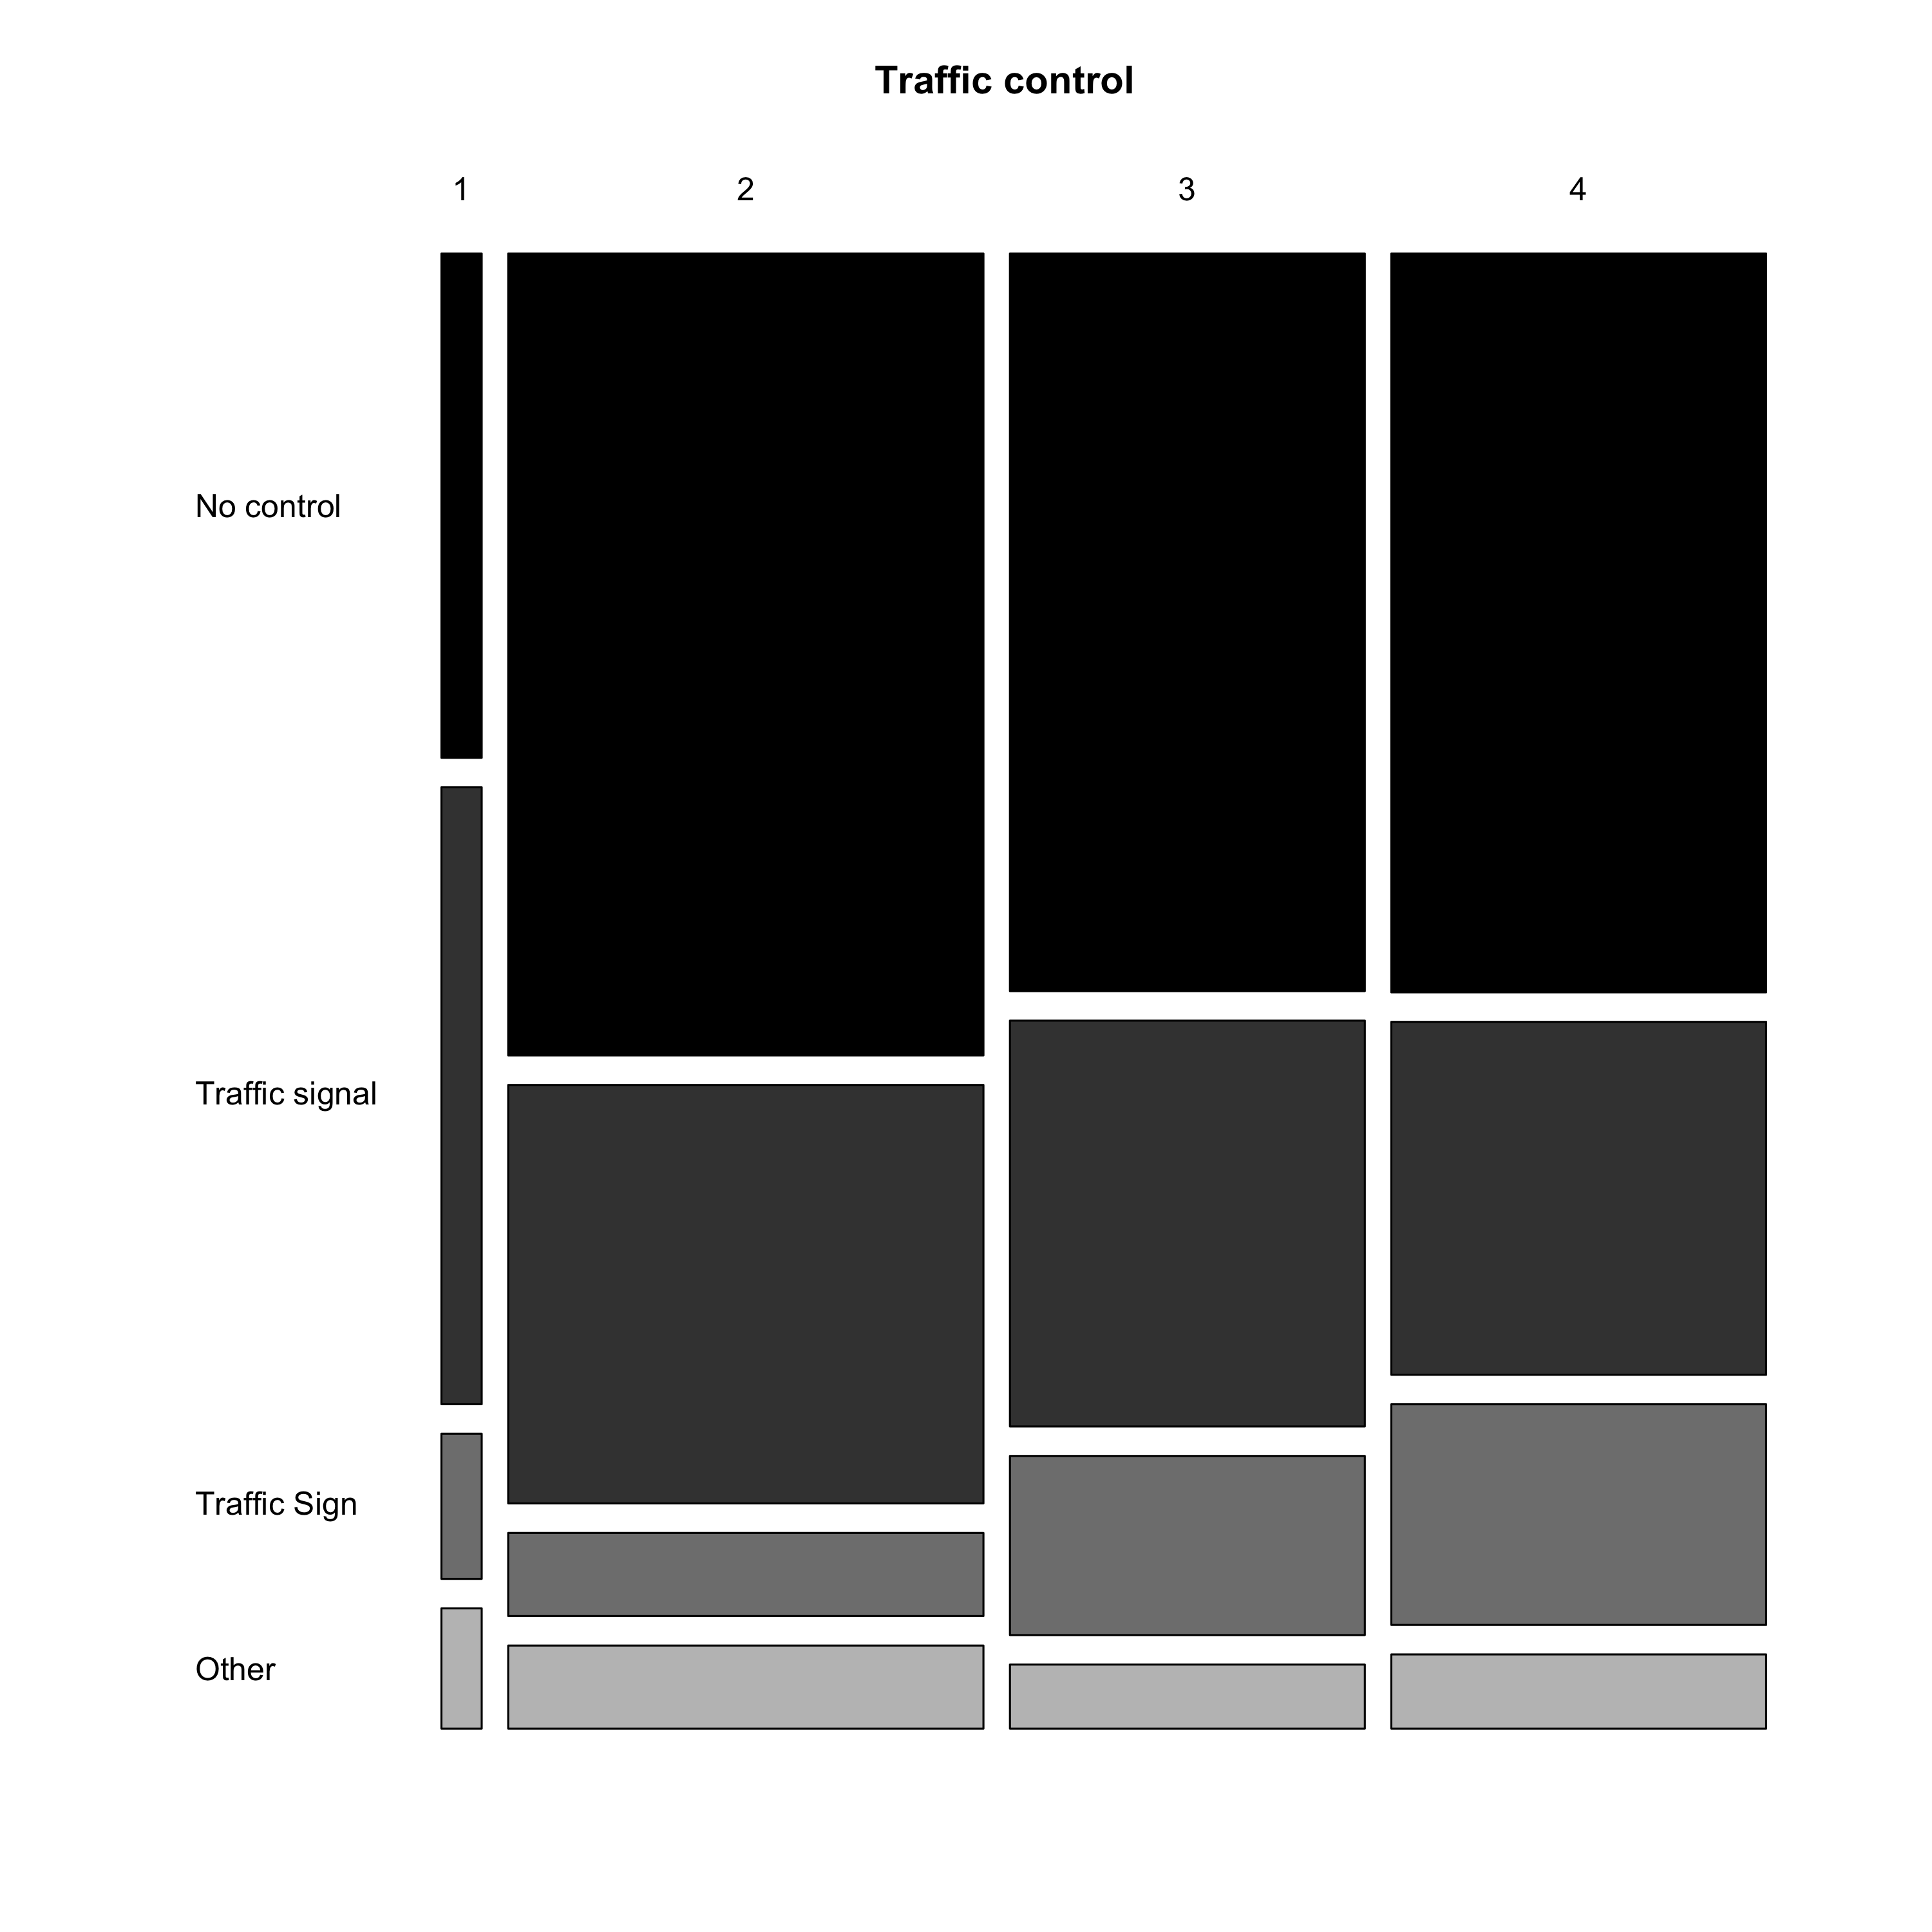 Traffic control
1 2 3 4
No control
Traffic signal
Traffic Sign
Other